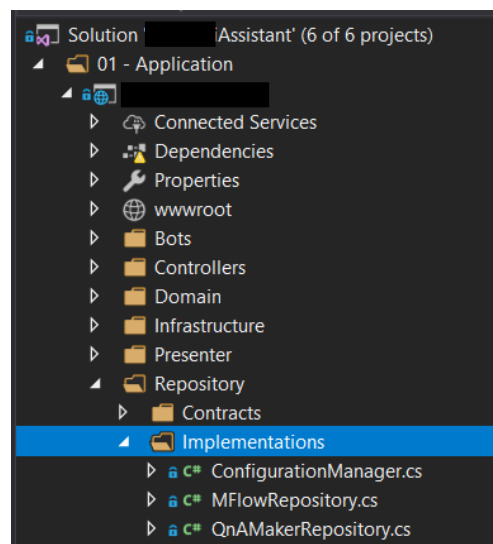 Solution ' iAssistant' (6 of 6 projects)
01 - Application
Connected Services
Dependencies
Properties
wwwroot
Bots
Controllers
Domain
Infrastructure
Presenter
Repository
Contracts
Implementations
C# ConfigurationManager.cs
C# MFlowRepository.cs
C# QnAMakerRepository.cs